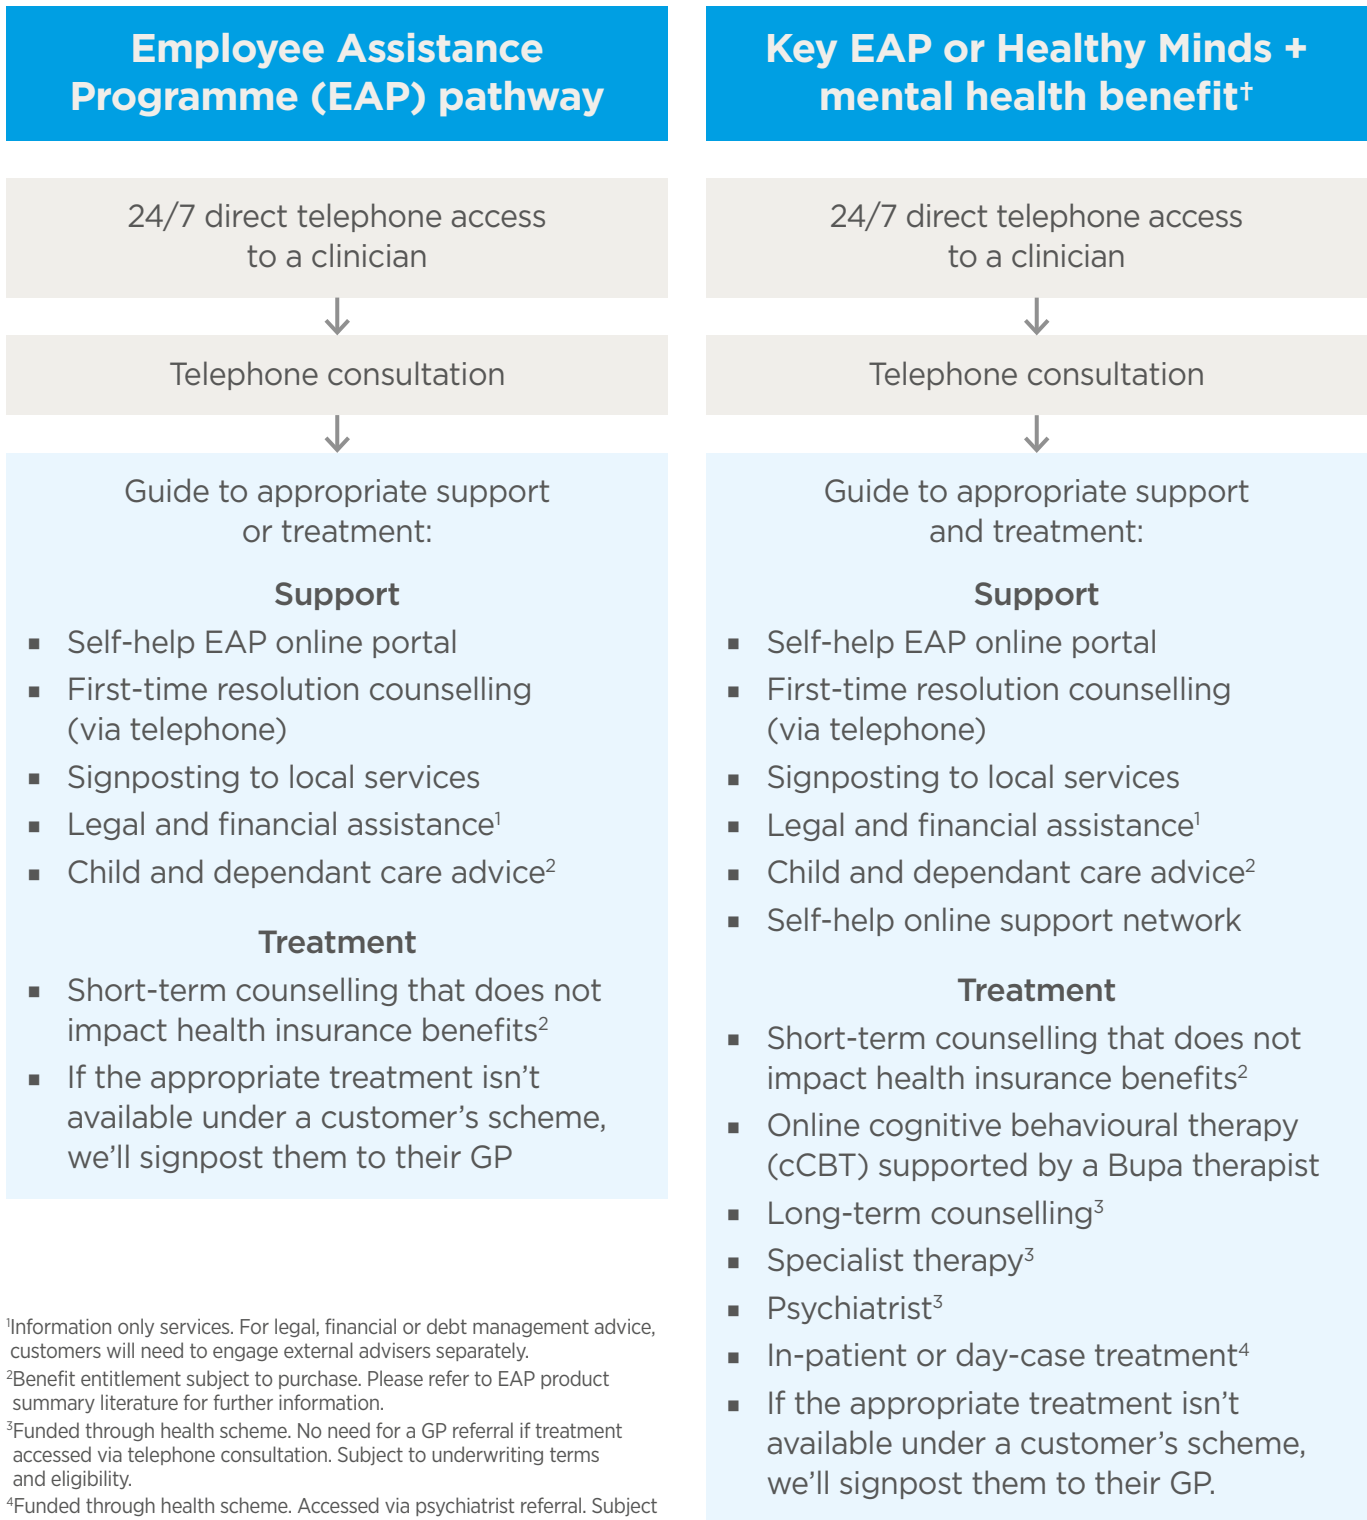 Employee Assistance
Programme (EAP) pathway
24/7 direct telephone access
to a clinician
Telephone consultation
Guide to appropriate support
or treatment:
Support
▪ Self-help EAP online portal
▪ First-time resolution counselling
(via telephone)
▪ Signposting to local services
▪ Legal and financial assistance¹
▪ Child and dependant care advice²
Treatment
▪ Short-term counselling that does not
impact health insurance benefits²
▪ If the appropriate treatment isn’t
available under a customer’s scheme,
we’ll signpost them to their GP
¹Information only services. For legal, financial or debt management advice,
customers will need to engage external advisers separately.
²Benefit entitlement subject to purchase. Please refer to EAP product
summary literature for further information.
³Funded through health scheme. No need for a GP referral if treatment
accessed via telephone consultation. Subject to underwriting terms
and eligibility.
⁴Funded through health scheme. Accessed via psychiatrist referral. Subject
Key EAP or Healthy Minds +
mental health benefit†
24/7 direct telephone access
to a clinician
Telephone consultation
Guide to appropriate support
and treatment:
Support
▪ Self-help EAP online portal
▪ First-time resolution counselling
(via telephone)
▪ Signposting to local services
▪ Legal and financial assistance¹
▪ Child and dependant care advice²
▪ Self-help online support network
Treatment
▪ Short-term counselling that does not
impact health insurance benefits²
▪ Online cognitive behavioural therapy
(cCBT) supported by a Bupa therapist
▪ Long-term counselling³
▪ Specialist therapy³
▪ Psychiatrist³
▪ In-patient or day-case treatment⁴
▪ If the appropriate treatment isn’t
available under a customer’s scheme,
we’ll signpost them to their GP.